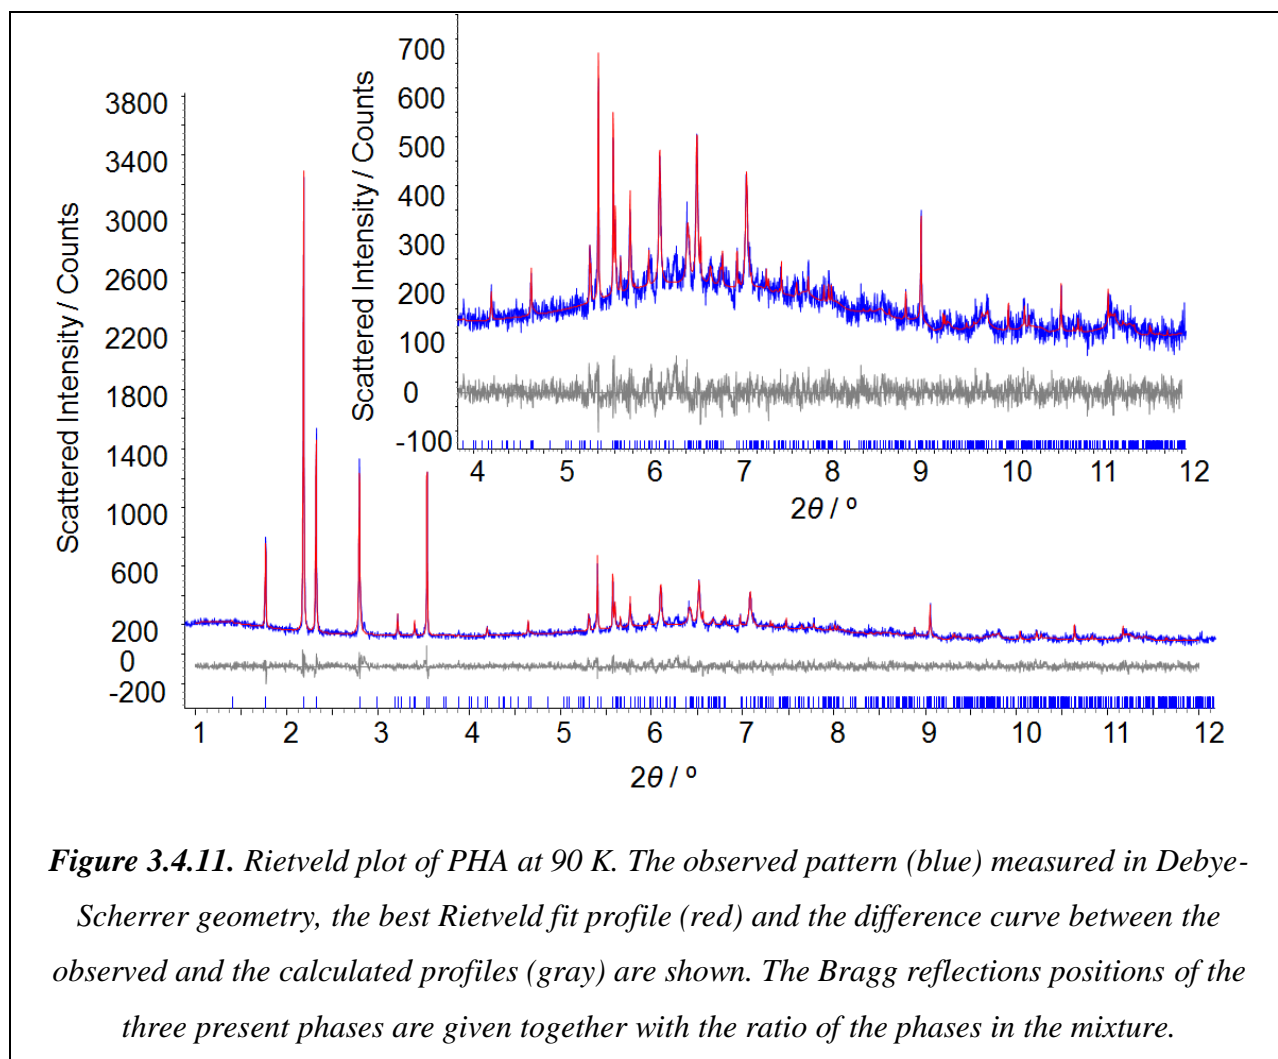 700
600
500
400
300
200
100
0
-100
Scattered Intensity / Counts
4 5 6 7 8 9 10 11 12
2θ / º
3800
3400
3000
2600
2200
1800
1400
1000
600
200
0
-200
Scattered Intensity / Counts
1 2 3 4 5 6 7 8 9 10 11 12
2θ / º
Figure 3.4.11. Rietveld plot of PHA at 90 K. The observed pattern (blue) measured in Debye-
Scherrer geometry, the best Rietveld fit profile (red) and the difference curve between the
observed and the calculated profiles (gray) are shown. The Bragg reflections positions of the
three present phases are given together with the ratio of the phases in the mixture.